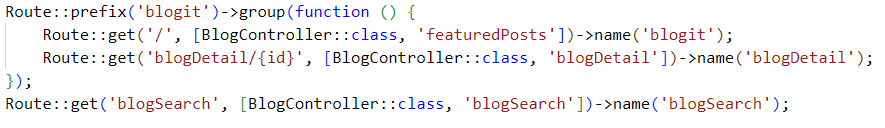 Route::prefix('blogit')->group(function () {
    Route::get('/', [BlogController::class, 'featuredPosts'])->name('blogit');
    Route::get('blogDetail/{id}', [BlogController::class, 'blogDetail'])->name('blogDetail');
});
Route::get('blogSearch', [BlogController::class, 'blogSearch'])->name('blogSearch');